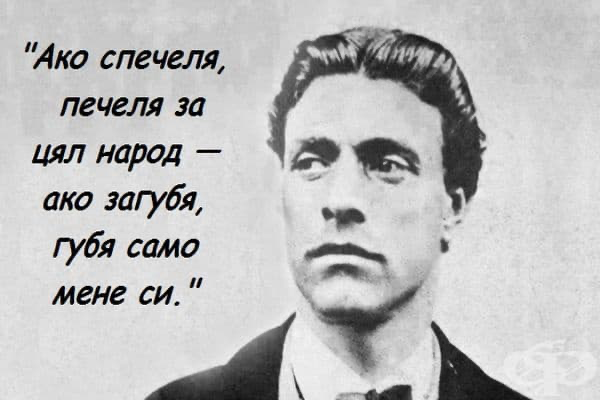 "Ако спечеля,
печеля за
цял народ —
ако загубя,
губя само
мене си."